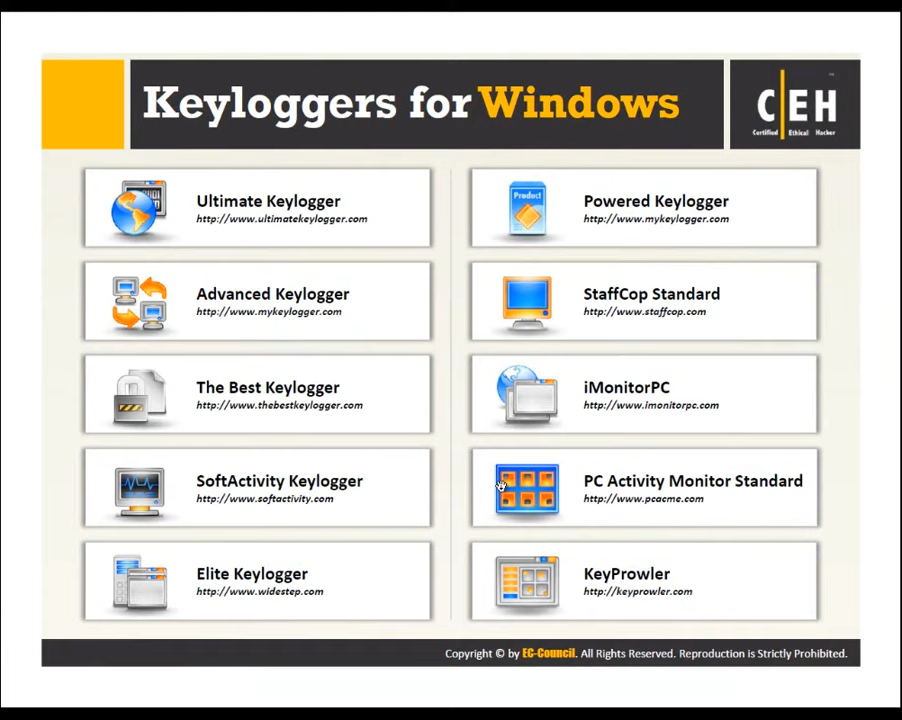 Keyloggers for Windows
C|EH
™
Certified Ethical Hacker
Ultimate Keylogger
http://www.ultimatekeylogger.com
Advanced Keylogger
http://www.mykeylogger.com
The Best Keylogger
http://www.thebestkeylogger.com
SoftActivity Keylogger
http://www.softactivity.com
Elite Keylogger
http://www.widestep.com
Product
Powered Keylogger
http://www.mykeylogger.com
StaffCop Standard
http://www.staffcop.com
iMonitorPC
http://www.imonitorpc.com
PC Activity Monitor Standard
http://www.pcacme.com
KeyProwler
http://keyprowler.com
Copyright © by EC-Council. All Rights Reserved. Reproduction is Strictly Prohibited.